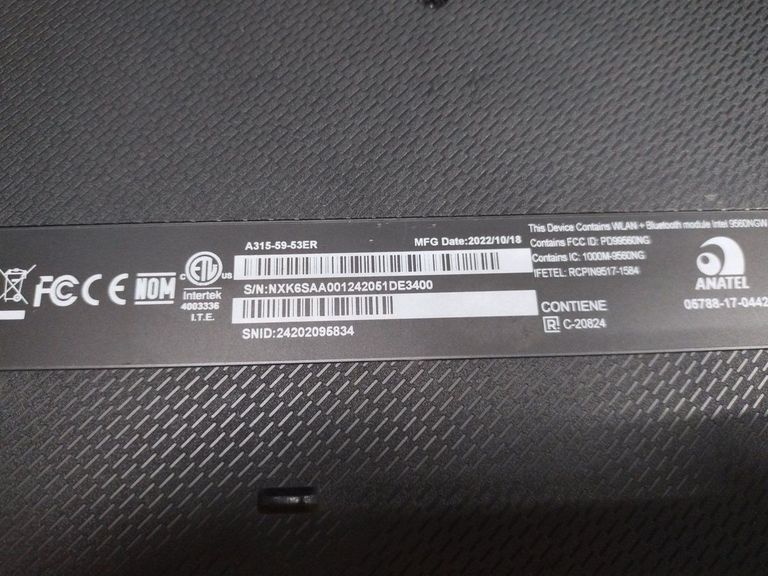 A315-59-53ER MFG Date:2022/10/18
S/N:NXK6SAA001242051DE3400
SNID:24202095834
FC CE NOM
c ETL us
Intertek
4003336
I.T.E.
This Device Contains WLAN + Bluetooth module Intel 9560NGW
Contains FCC ID: PD99560NG
Contains IC: 1000M-9560NG
IFETEL: RCPIN9517-1584
CONTIENE
R C-20824
ANATEL
05788-17-0442